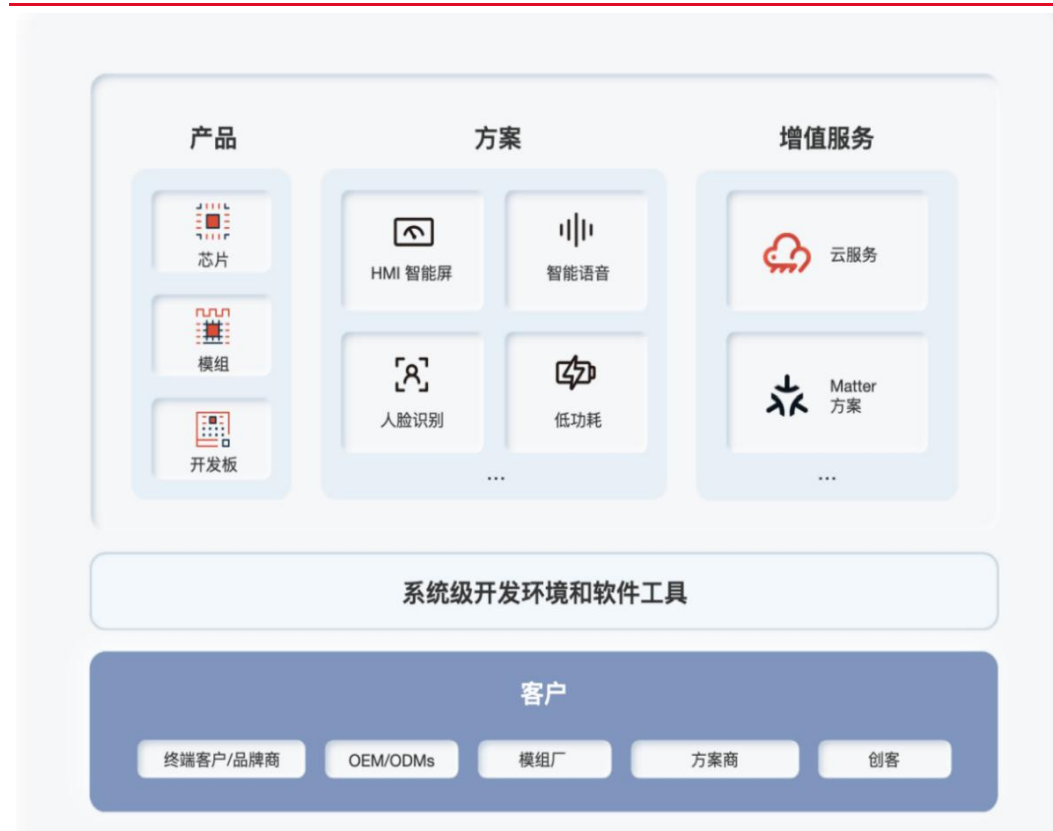 产品
芯片
模组
开发板
方案
HMI 智能屏
智能语音
人脸识别
低功耗
...
增值服务
云服务
Matter
方案
...
系统级开发环境和软件工具
客户
终端客户/品牌商
OEM/ODMs
模组厂
方案商
创客